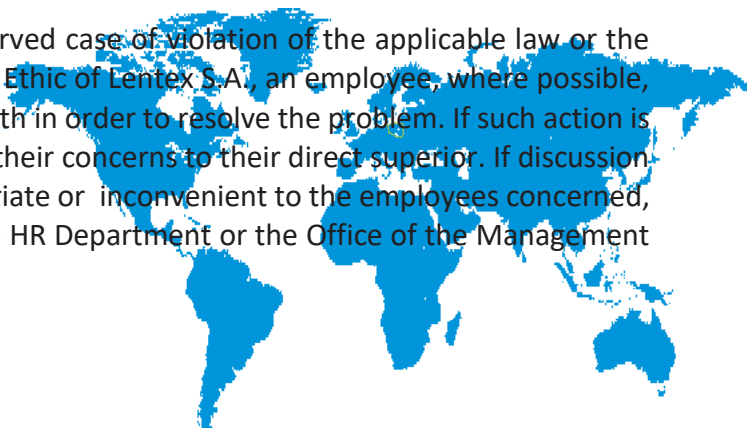 rved case of violation of the applicable law or the
Ethic of Lentex S.A., an employee, where possible,
th in order to resolve the problem. If such action is
their concerns to their direct superior. If discussion
riate or inconvenient to the employees concerned,
HR Department or the Office of the Management